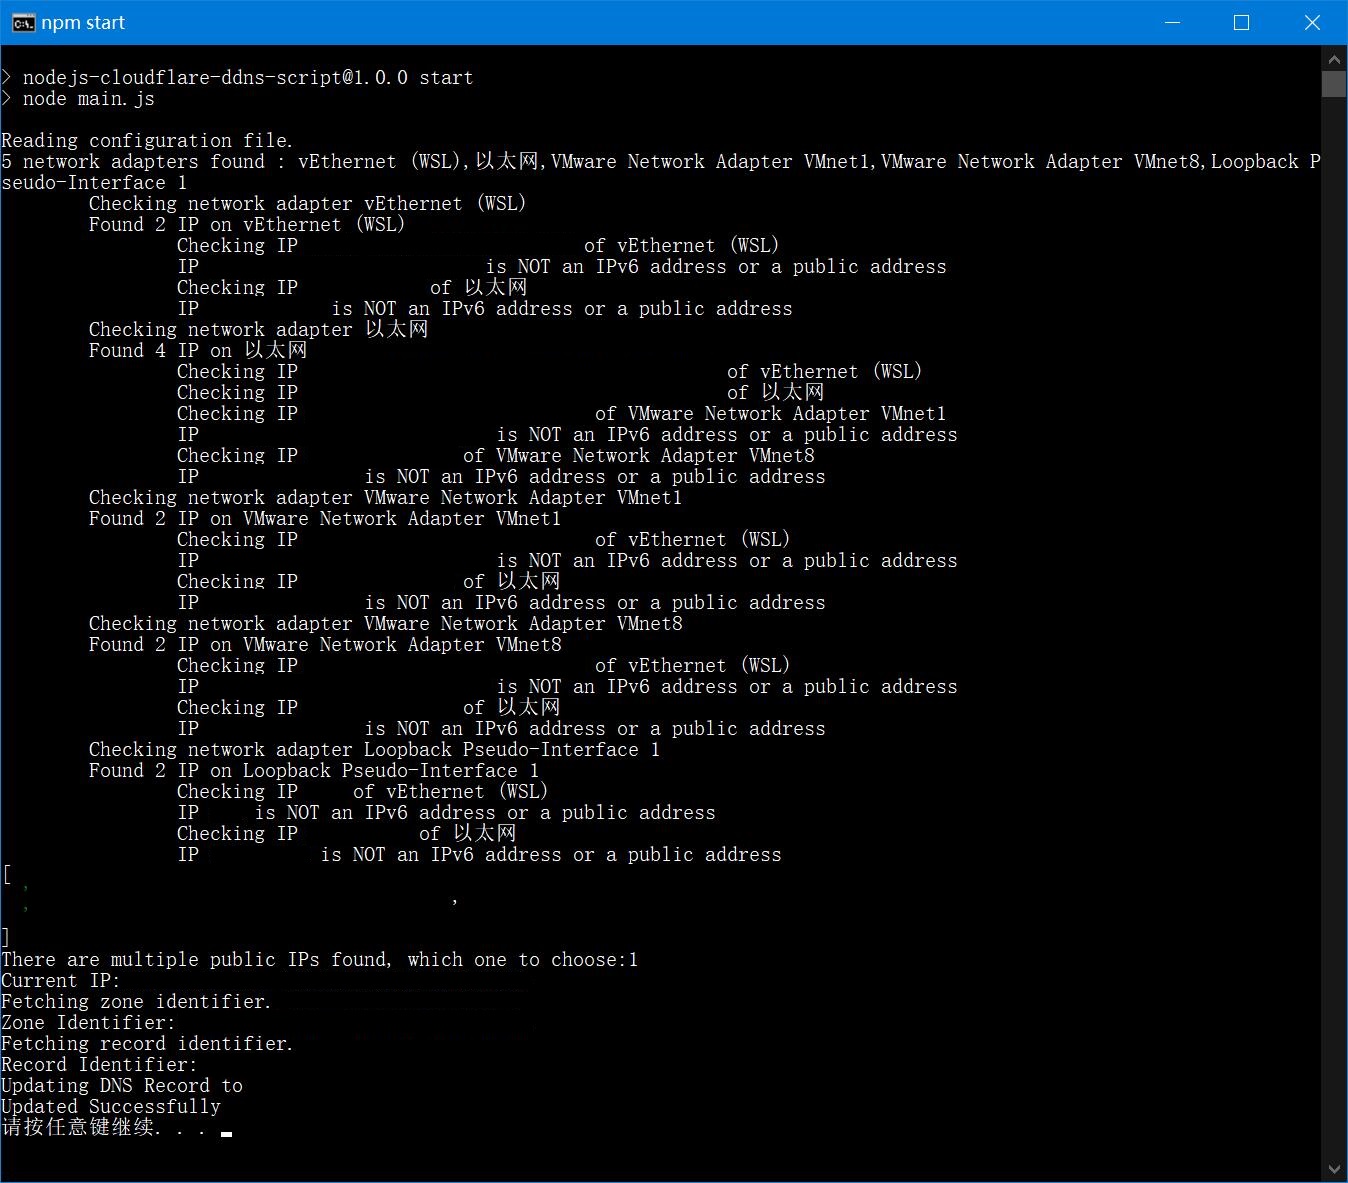 npm start
> nodejs-cloudflare-ddns-script@1.0.0 start
> node main.js
Reading configuration file.
5 network adapters found : vEthernet (WSL),以太网,VMware Network Adapter VMnet1,VMware Network Adapter VMnet8,Loopback P
seudo-Interface 1
Checking network adapter vEthernet (WSL)
Found 2 IP on vEthernet (WSL)
Checking IP of vEthernet (WSL)
IP is NOT an IPv6 address or a public address
Checking IP of 以太网
IP is NOT an IPv6 address or a public address
Checking network adapter 以太网
Found 4 IP on 以太网
Checking IP of vEthernet (WSL)
Checking IP of 以太网
Checking IP of VMware Network Adapter VMnet1
IP is NOT an IPv6 address or a public address
Checking IP of VMware Network Adapter VMnet8
IP is NOT an IPv6 address or a public address
Checking network adapter VMware Network Adapter VMnet1
Found 2 IP on VMware Network Adapter VMnet1
Checking IP of vEthernet (WSL)
IP is NOT an IPv6 address or a public address
Checking IP of 以太网
IP is NOT an IPv6 address or a public address
Checking network adapter VMware Network Adapter VMnet8
Found 2 IP on VMware Network Adapter VMnet8
Checking IP of vEthernet (WSL)
IP is NOT an IPv6 address or a public address
Checking IP of 以太网
IP is NOT an IPv6 address or a public address
Checking network adapter Loopback Pseudo-Interface 1
Found 2 IP on Loopback Pseudo-Interface 1
Checking IP of vEthernet (WSL)
IP is NOT an IPv6 address or a public address
Checking IP of 以太网
IP is NOT an IPv6 address or a public address
[
, ,
,
]
There are multiple public IPs found, which one to choose:1
Current IP:
Fetching zone identifier.
Zone Identifier:
Fetching record identifier.
Record Identifier:
Updating DNS Record to
Updated Successfully
请按任意键继续. . .